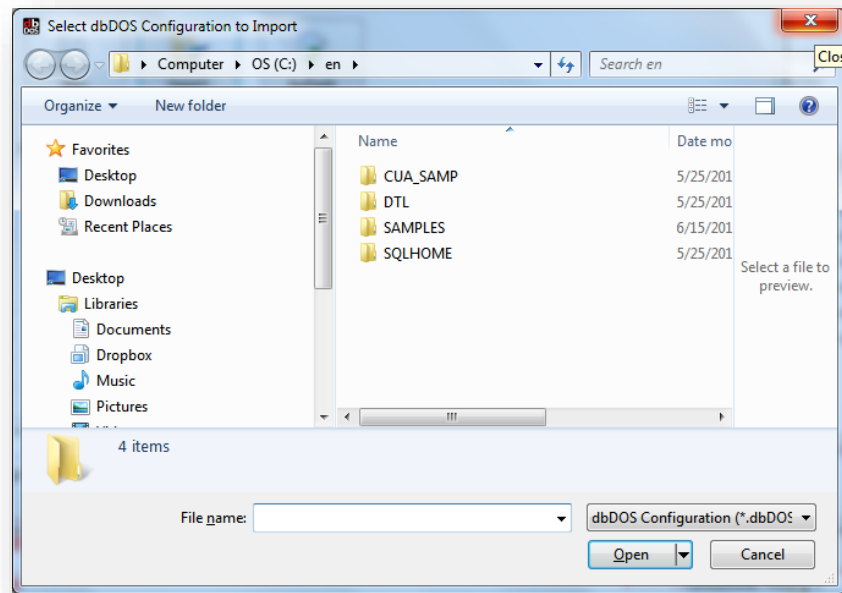 Select dbDOS Configuration to Import
Computer OS (C:) en
Search en
Clos
Organize
New folder
Favorites
Desktop
Downloads
Recent Places
Desktop
Libraries
Documents
Dropbox
Music
Pictures
Name
Date mo
CUA_SAMP
5/25/201
DTL
5/25/201
SAMPLES
6/15/201
SQLHOME
5/25/201
Select a file to
preview.
4 items
File name:
dbDOS Configuration (*.dbDOS
Open
Cancel